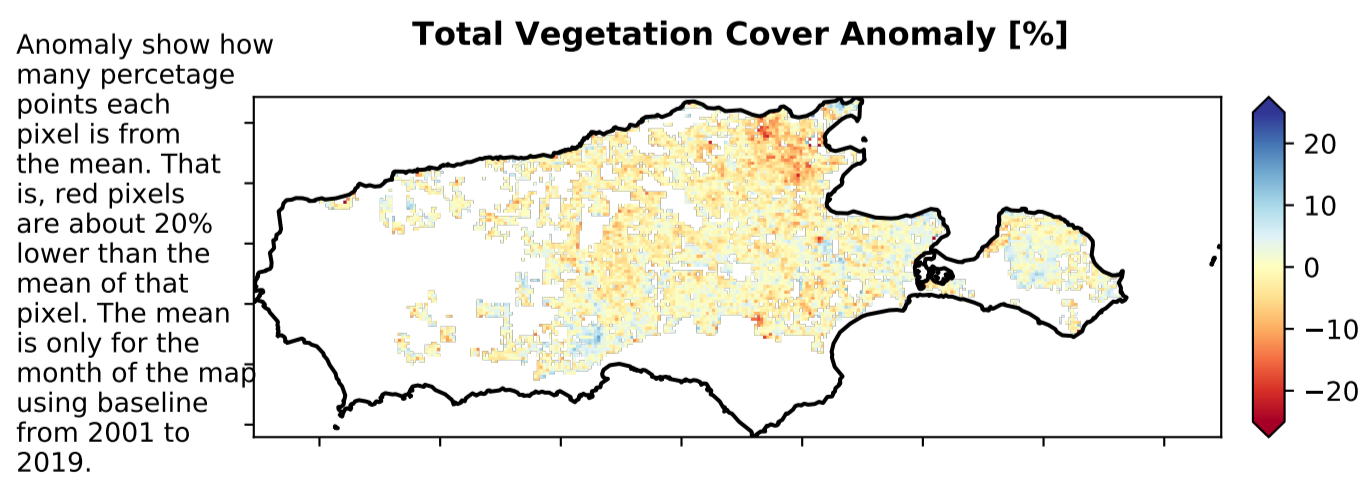 Total Vegetation Cover Anomaly [%]
Anomaly show how
many percetage
points each
pixel is from
the mean. That
is, red pixels
are about 20%
lower than the
mean of that
pixel. The mean
is only for the
month of the map
using baseline
from 2001 to
2019.
20
10
0
−10
−20